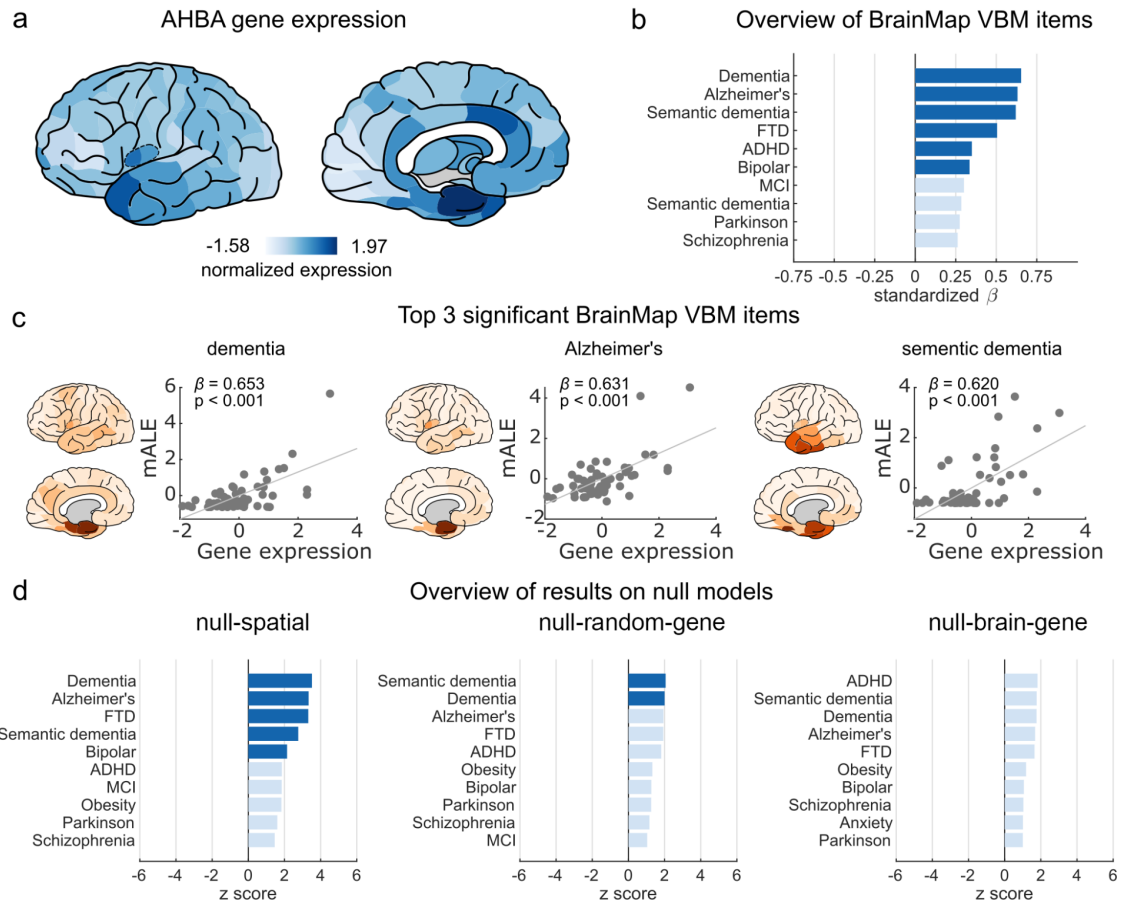 a
AHBA gene expression
-1.58
1.97
normalized expression
b
Overview of BrainMap VBM items
Dementia
Alzheimer's
Semantic dementia
FTD
ADHD
Bipolar
MCI
Semantic dementia
Parkinson
Schizophrenia
-0.75 -0.5 -0.25 0 0.25 0.5 0.75
standardized β
c
Top 3 significant BrainMap VBM items
dementia
β = 0.653
p < 0.001
6
4
2
0
mALE
-2 0 2 4
Gene expression
Alzheimer's
β = 0.631
p < 0.001
4
2
0
-2
mALE
-2 0 2 4
Gene expression
sementic dementia
β = 0.620
p < 0.001
4
2
0
mALE
-2 0 2 4
Gene expression
d
Overview of results on null models
null-spatial
Dementia
Alzheimer's
FTD
Semantic dementia
Bipolar
ADHD
MCI
Obesity
Parkinson
Schizophrenia
-6 -4 -2 0 2 4 6
z score
null-random-gene
Semantic dementia
Dementia
Alzheimer's
FTD
ADHD
Obesity
Bipolar
Parkinson
Schizophrenia
MCI
-6 -4 -2 0 2 4 6
z score
null-brain-gene
ADHD
Semantic dementia
Dementia
Alzheimer's
FTD
Obesity
Bipolar
Schizophrenia
Anxiety
Parkinson
-6 -4 -2 0 2 4 6
z score